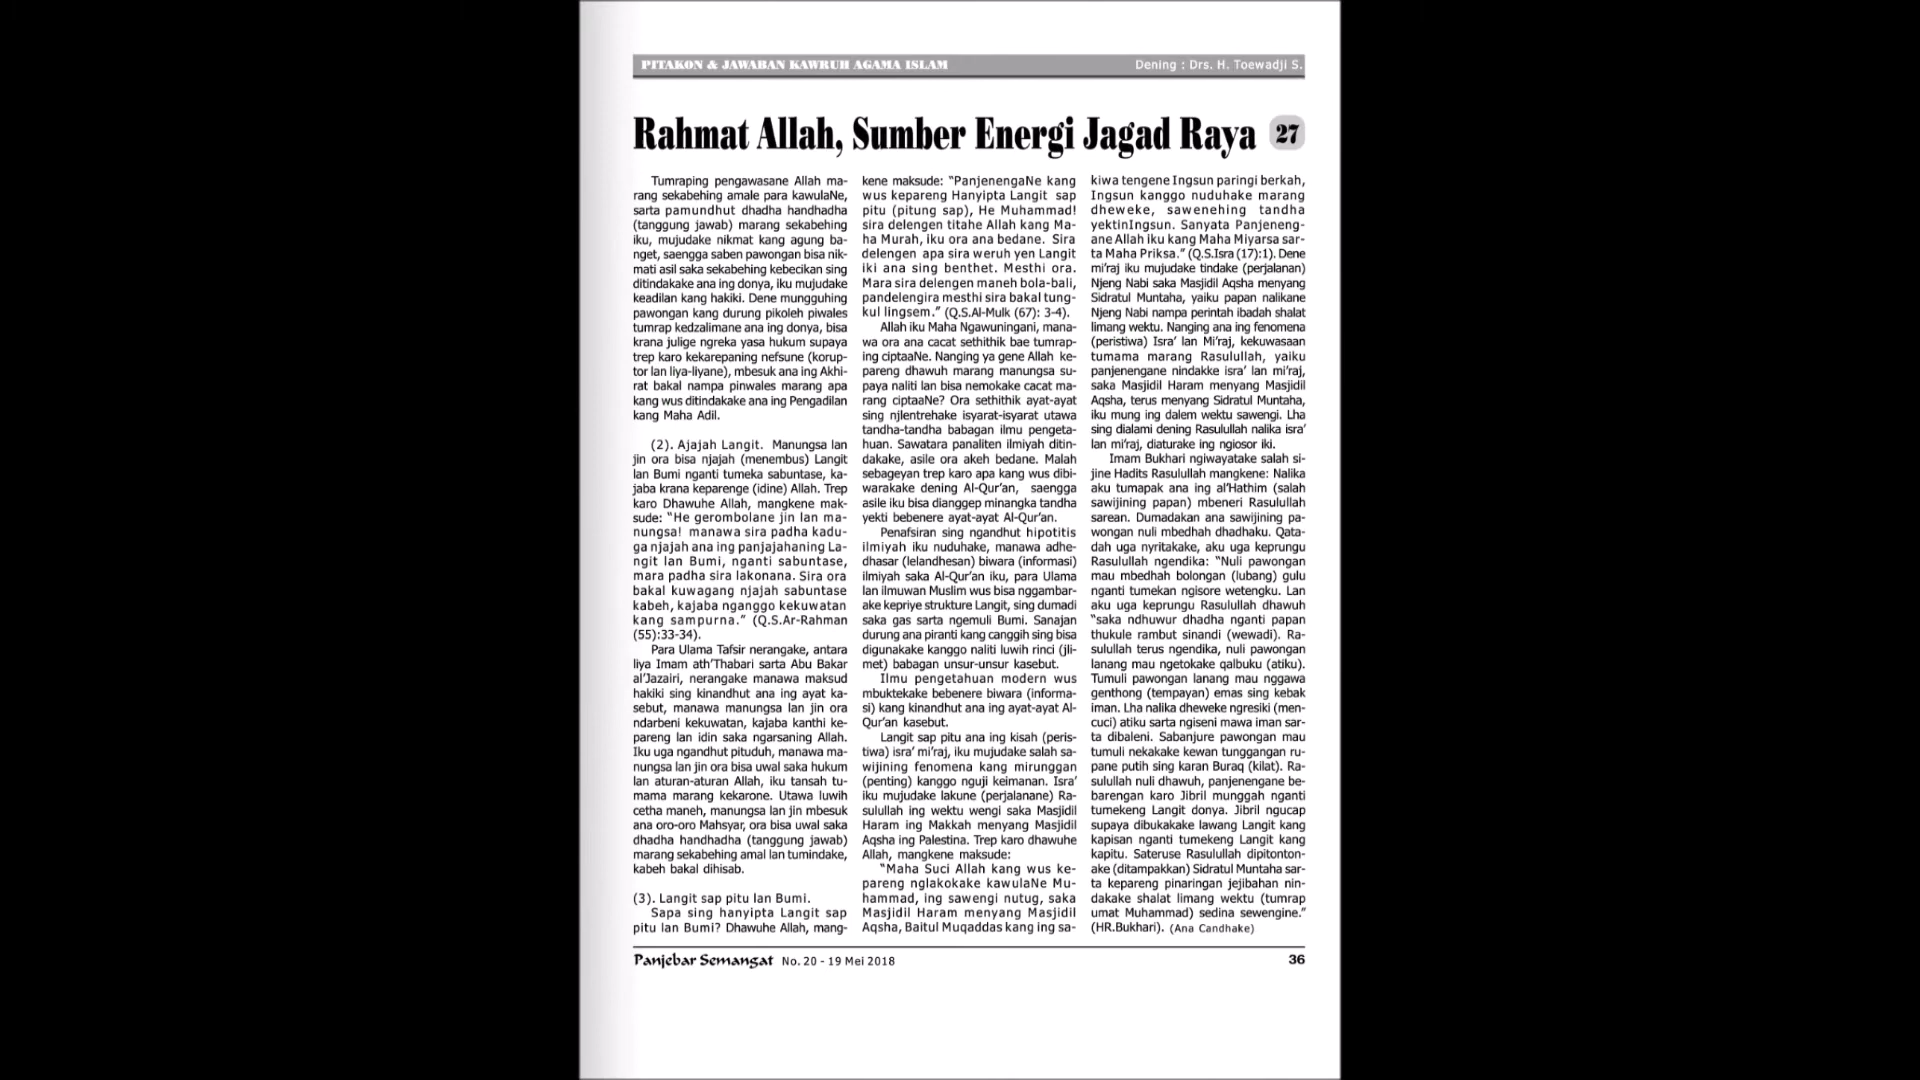 PITAKON & JAWABAN KAWRUH AGAMA ISLAM
Dening : Drs. H. Toewadji S.
Rahmat Allah, Sumber Energi Jagad Raya 27
Tumraping pengawasane Allah ma-
rang sekabehing amale para kawulaNe,
sarta pamundhut dhadha handhadha
(tanggung jawab) marang sekabehing
iku, mujudake nikmat kang agung ba-
nget, saengga saben pawongan bisa nik-
mati asil saka sekabehing kebecikan sing
ditindakake ana ing donya, iku mujudake
keadilan kang hakiki. Dene mungguhing
pawongan kang durung pikoleh piwales
tumrap kedzalimane ana ing donya, bisa
krana julige ngreka yasa hukum supaya
trep karo kekarepaning nefsune (korup-
tor lan liya-liyane), mbesuk ana ing Akhi-
rat bakal nampa pinwales marang apa
kang wus ditindakake ana ing Pengadilan
kang Maha Adil.
(2). Ajajah Langit. Manungsa lan
jin ora bisa njajah (menembus) Langit
lan Bumi nganti tumeka sabuntase, ka-
jaba krana keparenge (idine) Allah. Trep
karo Dhawuhe Allah, mangkene mak-
sude: “He gerombolane jin lan ma-
nungsa! manawa sira padha kadu-
ga njajah ana ing panjajahaning La-
ngit lan Bumi, nganti sabuntase,
mara padha sira lakonana. Sira ora
bakal kuwagang njajah sabuntase
kabeh, kajaba nganggo kekuwatan
kang sampurna.” (Q.S.Ar-Rahman
(55):33-34).
Para Ulama Tafsir nerangake, antara
liya Imam ath’Thabari sarta Abu Bakar
al’Jazairi, nerangake manawa maksud
hakiki sing kinandhut ana ing ayat ka-
sebut, manawa manungsa lan jin ora
ndarbeni kekuwatan, kajaba kanthi ke-
pareng lan idin saka ngarsaning Allah.
Iku uga ngandhut pituduh, manawa ma-
nungsa lan jin ora bisa uwal saka hukum
lan aturan-aturan Allah, iku tansah tu-
mama marang kekarone. Utawa luwih
cetha maneh, manungsa lan jin mbesuk
ana oro-oro Mahsyar, ora bisa uwal saka
dhadha handhadha (tanggung jawab)
marang sekabehing amal lan tumindake,
kabeh bakal dihisab.
(3). Langit sap pitu lan Bumi.
Sapa sing hanyipta Langit sap
pitu lan Bumi? Dhawuhe Allah, mang-
kene maksude: “PanjenengaNe kang
wus kepareng Hanyipta Langit sap
pitu (pitung sap), He Muhammad!
sira delengen titahe Allah kang Ma-
ha Murah, iku ora ana bedane. Sira
delengen apa sira weruh yen Langit
iki ana sing benthet. Mesthi ora.
Mara sira delengen maneh bola-bali,
pandelengira mesthi sira bakal tung-
kul lingsem.” (Q.S.Al-Mulk (67): 3-4).
Allah iku Maha Ngawuningani, mana-
wa ora ana cacat sethithik bae tumrap-
ing ciptaaNe. Nanging ya gene Allah ke-
pareng dhawuh marang manungsa su-
paya naliti lan bisa nemokake cacat ma-
rang ciptaaNe? Ora sethithik ayat-ayat
sing njlentrehake isyarat-isyarat utawa
tandha-tandha babagan ilmu pengeta-
huan. Sawatara panaliten ilmiyah ditin-
dakake, asile ora akeh bedane. Malah
sebageyan trep karo apa kang wus dibi-
warakake dening Al-Qur’an, saengga
asile iku bisa dianggep minangka tandha
yekti bebenere ayat-ayat Al-Qur’an.
Penafsiran sing ngandhut hipotitis
ilmiyah iku nuduhake, manawa adhe-
dhasar (lelandhesan) biwara (informasi)
ilmiyah saka Al-Qur’an iku, para Ulama
lan ilmuwan Muslim wus bisa nggambar-
ake kepriye strukture Langit, sing dumadi
saka gas sarta ngemuli Bumi. Sanajan
durung ana piranti kang canggih sing bisa
digunakake kanggo naliti luwih rinci (jli-
met) babagan unsur-unsur kasebut.
Ilmu pengetahuan modern wus
mbuktekake bebenere biwara (informa-
si) kang kinandhut ana ing ayat-ayat Al-
Qur’an kasebut.
Langit sap pitu ana ing kisah (peris-
tiwa) isra’ mi’raj, iku mujudake salah sa-
wijining fenomena kang mirunggan
(penting) kanggo nguji keimanan. Isra’
iku mujudake lakune (perjalanane) Ra-
sulullah ing wektu wengi saka Masjidil
Haram ing Makkah menyang Masjidil
Aqsha ing Palestina. Trep karo dhawuhe
Allah, mangkene maksude:
“Maha Suci Allah kang wus ke-
pareng nglakokake kawulaNe Mu-
hammad, ing sawengi nutug, saka
Masjidil Haram menyang Masjidil
Aqsha, Baitul Muqaddas kang ing sa-
kiwa tengene Ingsun paringi berkah,
Ingsun kanggo nuduhake marang
dheweke, sawenehing tandha
yektinIngsun. Sanyata Panjeneng-
ane Allah iku kang Maha Miyarsa sar-
ta Maha Priksa.” (Q.S.Isra (17):1). Dene
mi’raj iku mujudake tindake (perjalanan)
Njeng Nabi saka Masjidil Aqsha menyang
Sidratul Muntaha, yaiku papan nalikane
Njeng Nabi nampa perintah ibadah shalat
limang wektu. Nanging ana ing fenomena
(peristiwa) Isra’ lan Mi’raj, kekuwasaan
tumama marang Rasulullah, yaiku
panjenengane nindakke isra’ lan mi’raj,
saka Masjidil Haram menyang Masjidil
Aqsha, terus menyang Sidratul Muntaha,
iku mung ing dalem wektu sawengi. Lha
sing dialami dening Rasulullah nalika isra’
lan mi’raj, diaturake ing ngiosor iki.
Imam Bukhari ngiwayatake salah si-
jine Hadits Rasulullah mangkene: Nalika
aku tumapak ana ing al’Hathim (salah
sawijining papan) mbeneri Rasulullah
sarean. Dumadakan ana sawijining pa-
wongan nuli mbedhah dhadhaku. Qata-
dah uga nyritakake, aku uga keprungu
Rasulullah ngendika: “Nuli pawongan
mau mbedhah bolongan (lubang) gulu
nganti tumekan ngisore wetengku. Lan
aku uga keprungu Rasulullah dhawuh
“saka ndhuwur dhadha nganti papan
thukule rambut sinandi (wewadi). Ra-
sulullah terus ngendika, nuli pawongan
lanang mau ngetokake qalbuku (atiku).
Tumuli pawongan lanang mau nggawa
genthong (tempayan) emas sing kebak
iman. Lha nalika dheweke ngresiki (men-
cuci) atiku sarta ngiseni mawa iman sar-
ta dibaleni. Sabanjure pawongan mau
tumuli nekakake kewan tunggangan ru-
pane putih sing karan Buraq (kilat). Ra-
sulullah nuli dhawuh, panjenengane be-
barengan karo Jibril munggah nganti
tumekeng Langit donya. Jibril ngucap
supaya dibukakake lawang Langit kang
kapisan nganti tumekeng Langit kang
kapitu. Sateruse Rasulullah dipitonton-
ake (ditampakkan) Sidratul Muntaha sar-
ta kepareng pinaringan jejibahan nin-
dakake shalat limang wektu (tumrap
umat Muhammad) sedina sewengine.”
(HR.Bukhari). (Ana Candhake)
Panjebar Semangat No. 20 - 19 Mei 2018
36